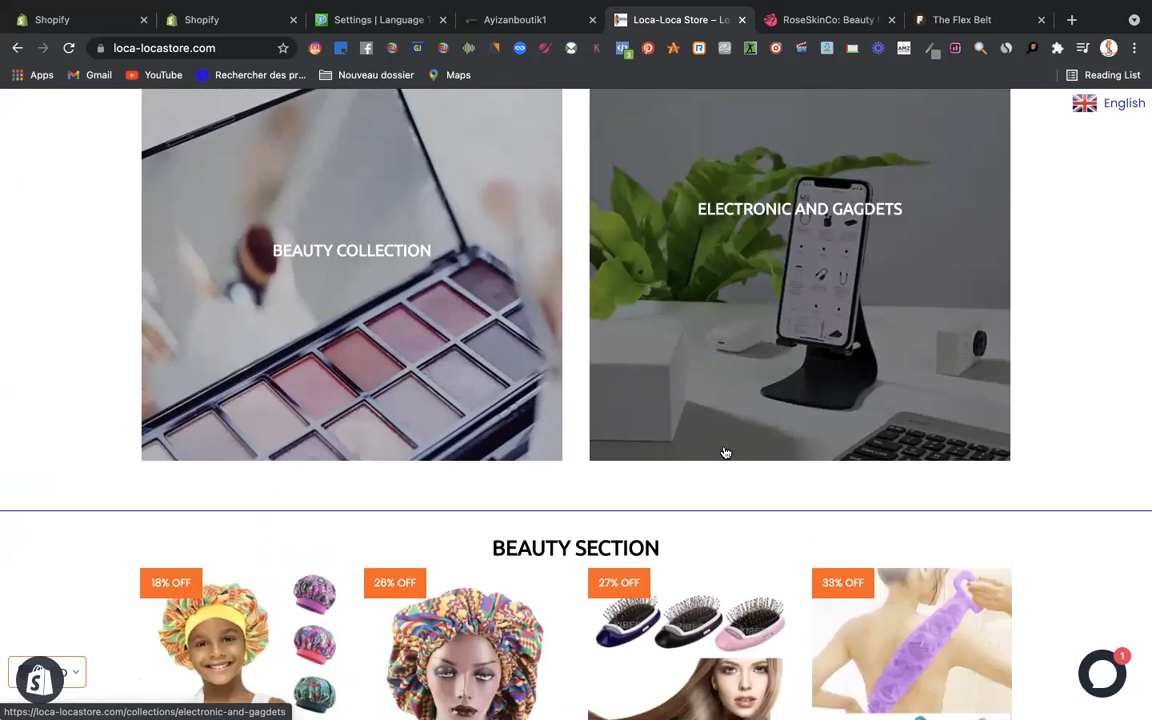 Shopify
Shopify
Settings | Language T
Ayizanboutik1
Loca-Loca Store – Lo
RoseSkinCo: Beauty M
The Flex Belt
loca-locastore.com
Apps
Gmail
YouTube
Rechercher des pr...
Nouveau dossier
Maps
Reading List
English
BEAUTY COLLECTION
ELECTRONIC AND GAGDETS
BEAUTY SECTION
18% OFF
26% OFF
27% OFF
33% OFF
1
https://loca-locastore.com/collections/electronic-and-gagdets